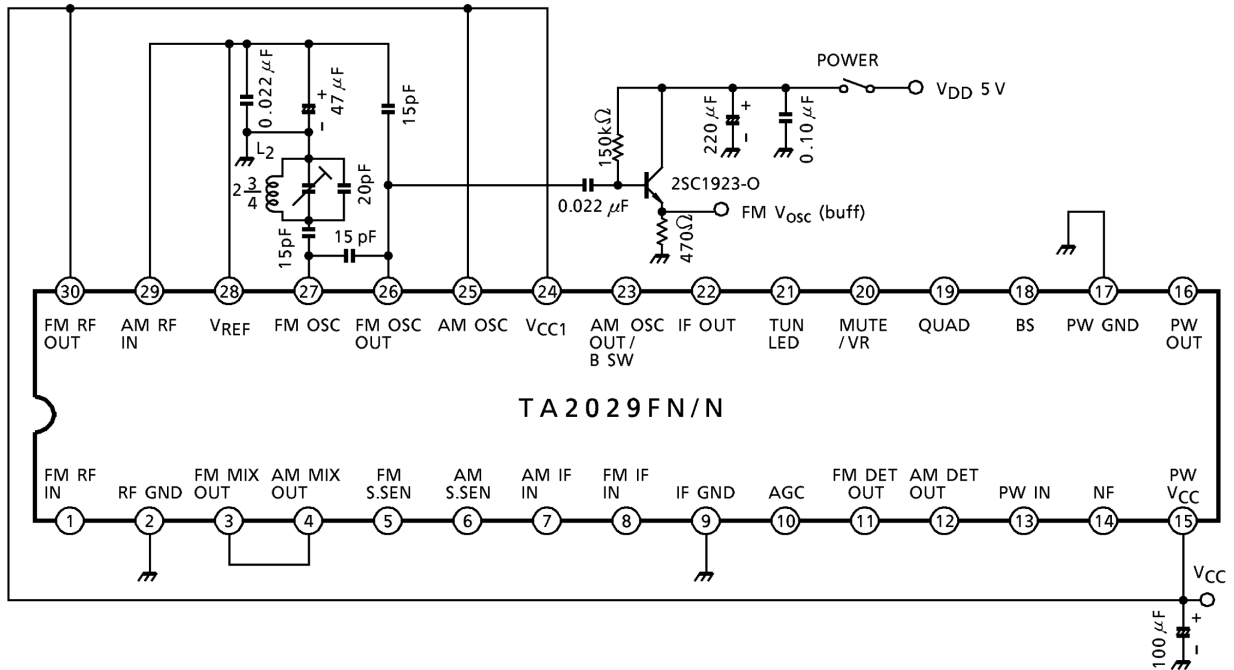 POWER
V_DD 5 V
0.022 μF
+
47 μF
-
15pF
150kΩ
220 μF
+
-
0.10 μF
L2
2 3/4
20pF
2SC1923-O
0.022 μF
FM Vosc (buff)
470Ω
15pF
15 pF
30
29
28
27
26
25
24
23
22
21
20
19
18
17
16
FM RF OUT
AM RF IN
VREF
FM OSC
FM OSC OUT
AM OSC
VCC1
AM OSC OUT / B SW
IF OUT
TUN LED
MUTE / VR
QUAD
BS
PW GND
PW OUT
TA2029FN/N
FM RF IN
RF GND
FM MIX OUT
AM MIX OUT
FM S.SEN
AM S.SEN
AM IF IN
FM IF IN
IF GND
AGC
FM DET OUT
AM DET OUT
PW IN
NF
PW VCC
1
2
3
4
5
6
7
8
9
10
11
12
13
14
15
VCC
100 μF
+
-